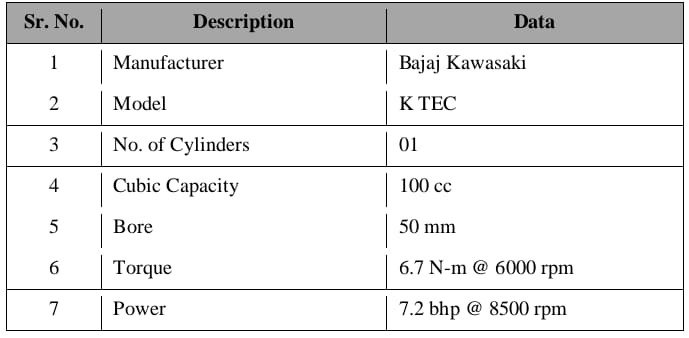 Sr. No. Description Data
1 Manufacturer Bajaj Kawasaki
2 Model K TEC
3 No. of Cylinders 01
4 Cubic Capacity 100 cc
5 Bore 50 mm
6 Torque 6.7 N-m @ 6000 rpm
7 Power 7.2 bhp @ 8500 rpm